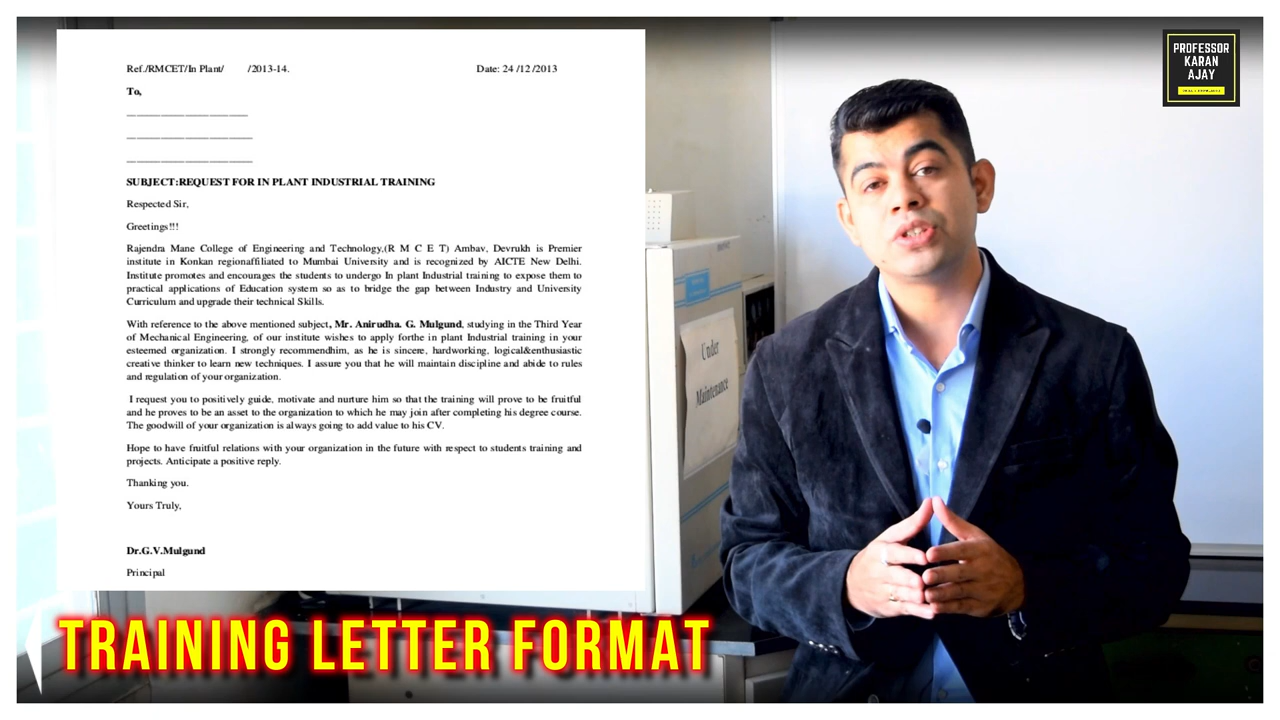 Ref./RMCET/In Plant/ /2013-14. Date: 24 /12 /2013
To,
SUBJECT:REQUEST FOR IN PLANT INDUSTRIAL TRAINING
Respected Sir,
Greetings!!!
Rajendra Mane College of Engineering and Technology,(R M C E T) Ambav, Devrukh is Premier
institute in Konkan regionaffiliated to Mumbai University and is recognized by AICTE New Delhi.
Institute promotes and encourages the students to undergo In plant Industrial training to expose them to
practical applications of Education system so as to bridge the gap between Industry and University
Curriculum and upgrade their technical Skills.
With reference to the above mentioned subject, Mr. Anirudha. G. Mulgund, studying in the Third Year
of Mechanical Engineering, of our institute wishes to apply forthe in plant Industrial training in your
esteemed organization. I strongly recommendhim, as he is sincere, hardworking, logical&enthusiastic
creative thinker to learn new techniques. I assure you that he will maintain discipline and abide to rules
and regulation of your organization.
I request you to positively guide, motivate and nurture him so that the training will prove to be fruitful
and he proves to be an asset to the organization to which he may join after completing his degree course.
The goodwill of your organization is always going to add value to his CV.
Hope to have fruitful relations with your organization in the future with respect to students training and
projects. Anticipate a positive reply.
Thanking you.
Yours Truly,
Dr.G.V.Mulgund
Principal
TRAINING LETTER FORMAT
Under
Maintenance
PROFESSOR
KARAN
AJAY